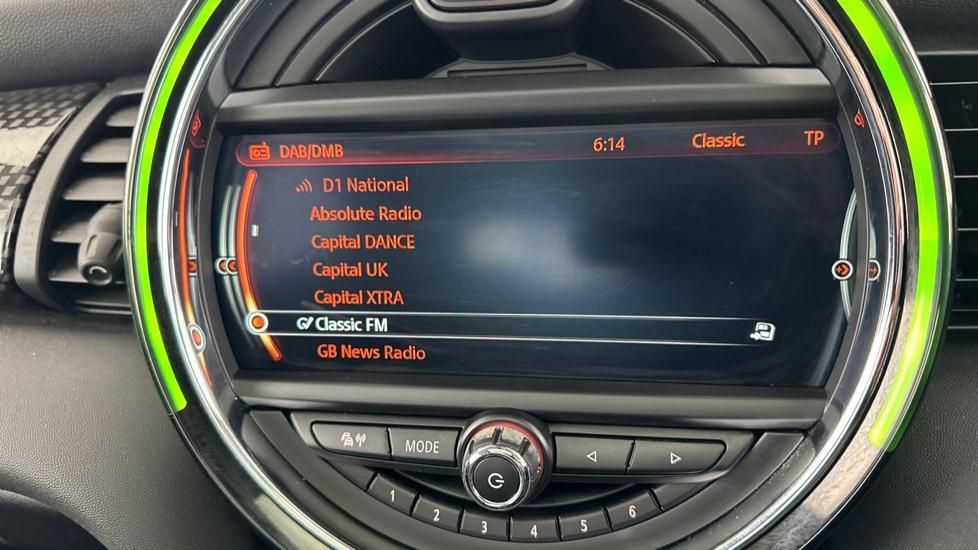 DAB/DMB 6:14 Classic TP
D1 National
Absolute Radio
Capital DANCE
Capital UK
Capital XTRA
Classic FM
GB News Radio
MODE
1 2 3 4 5 6